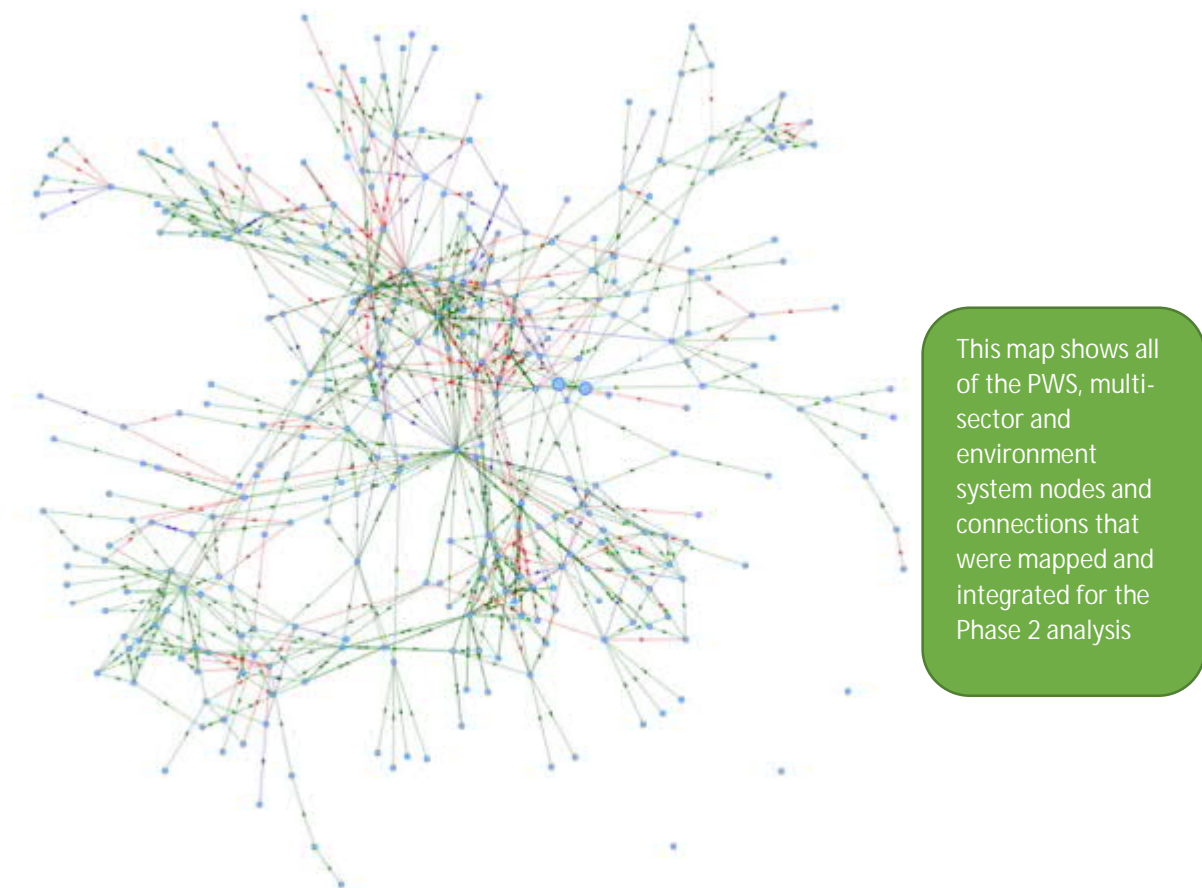 This map shows all
of the PWS, multi-
sector and
environment
system nodes and
connections that
were mapped and
integrated for the
Phase 2 analysis